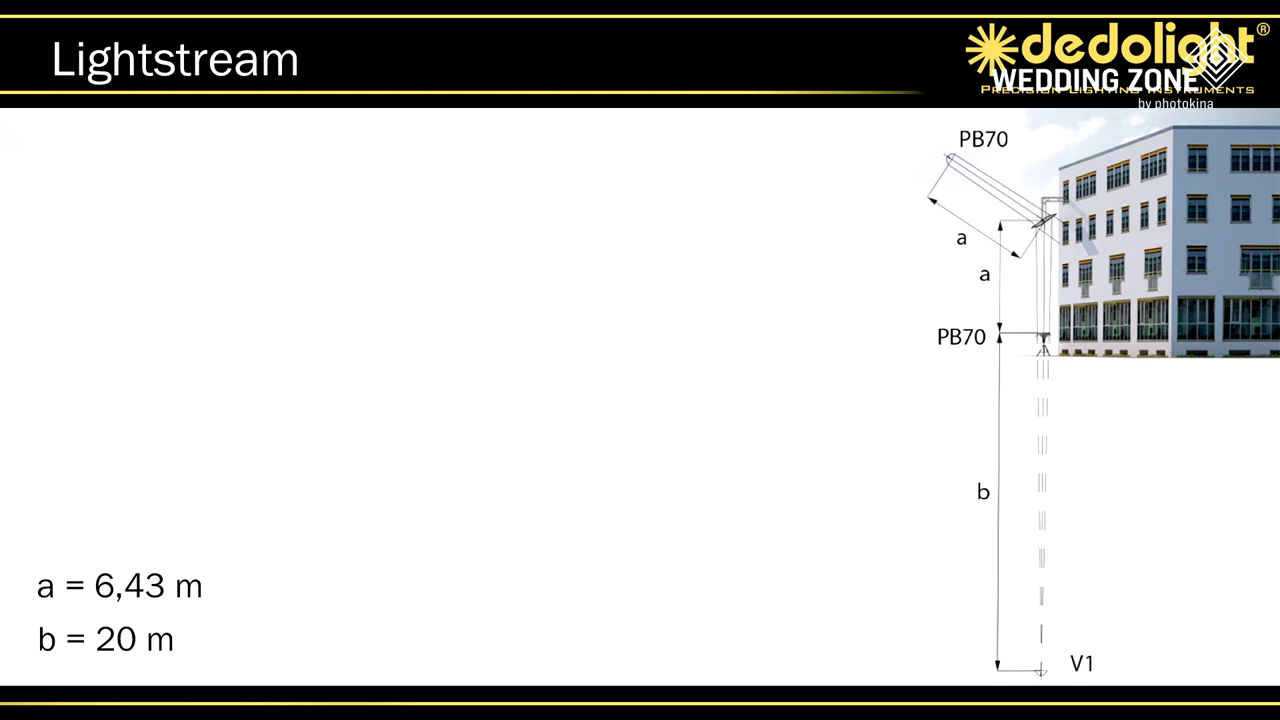 Lightstream
dedolight®
WEDDING ZONE
PRECISION LIGHTING INSTRUMENTS
by photokina
PB70
a
a
PB70
b
a = 6,43 m
b = 20 m
V1